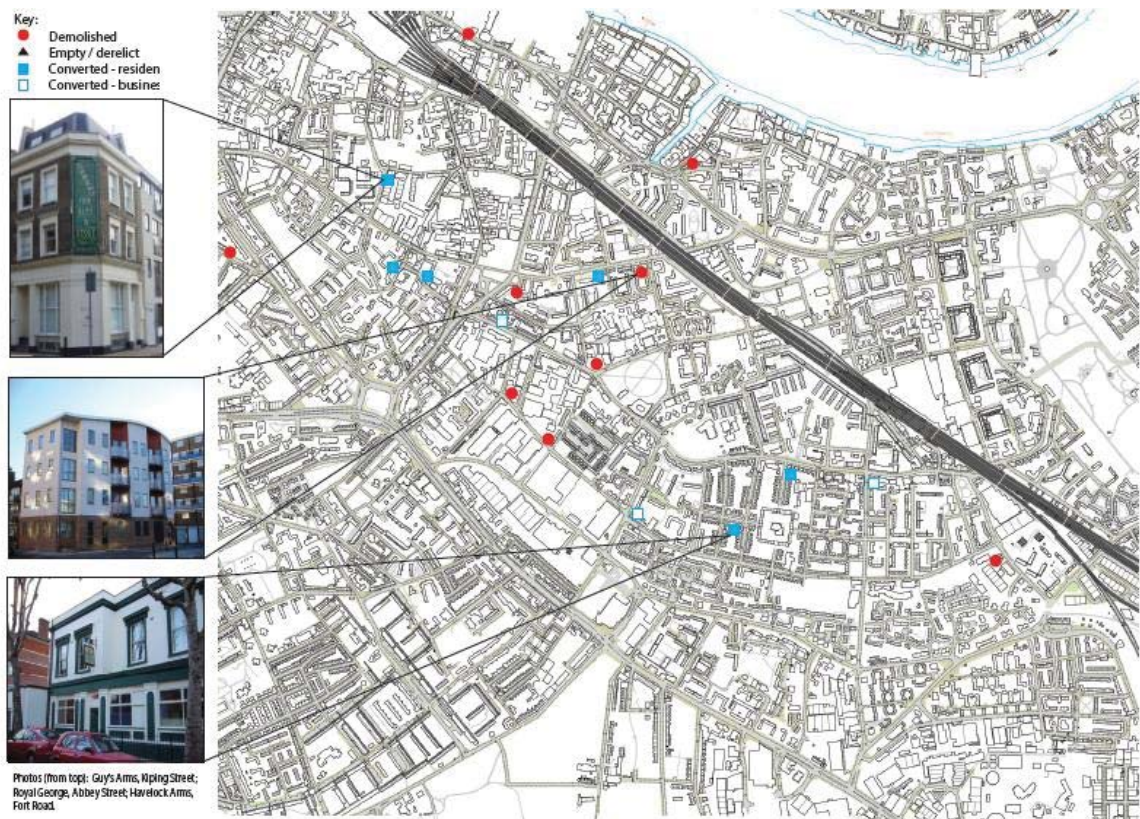 Key:
Demolished
Empty / derelict
Converted - residen
Converted - busines
Photos (from top): Guy's Arms, Kiping Street;
Royal George, Abbey Street; Havelock Arms,
Fort Road.